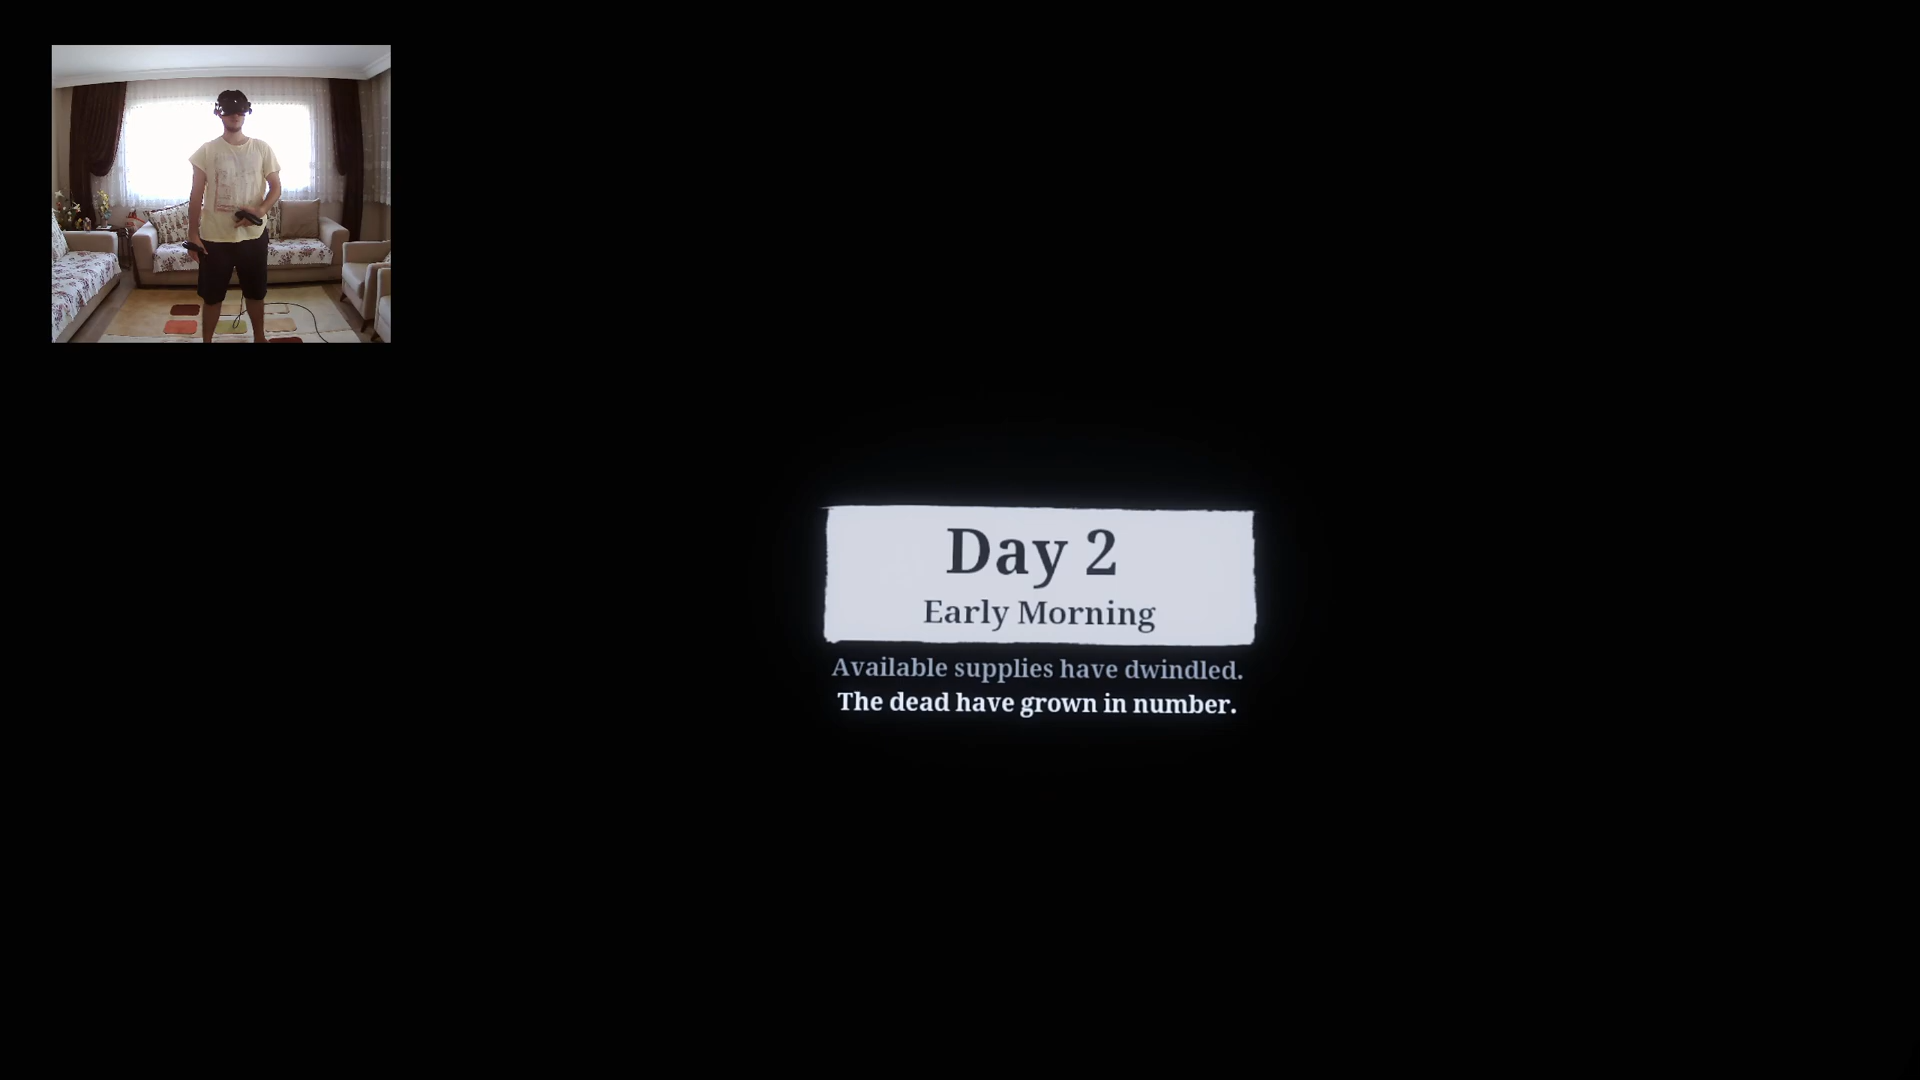 Day 2
Early Morning
Available supplies have dwindled.
The dead have grown in number.